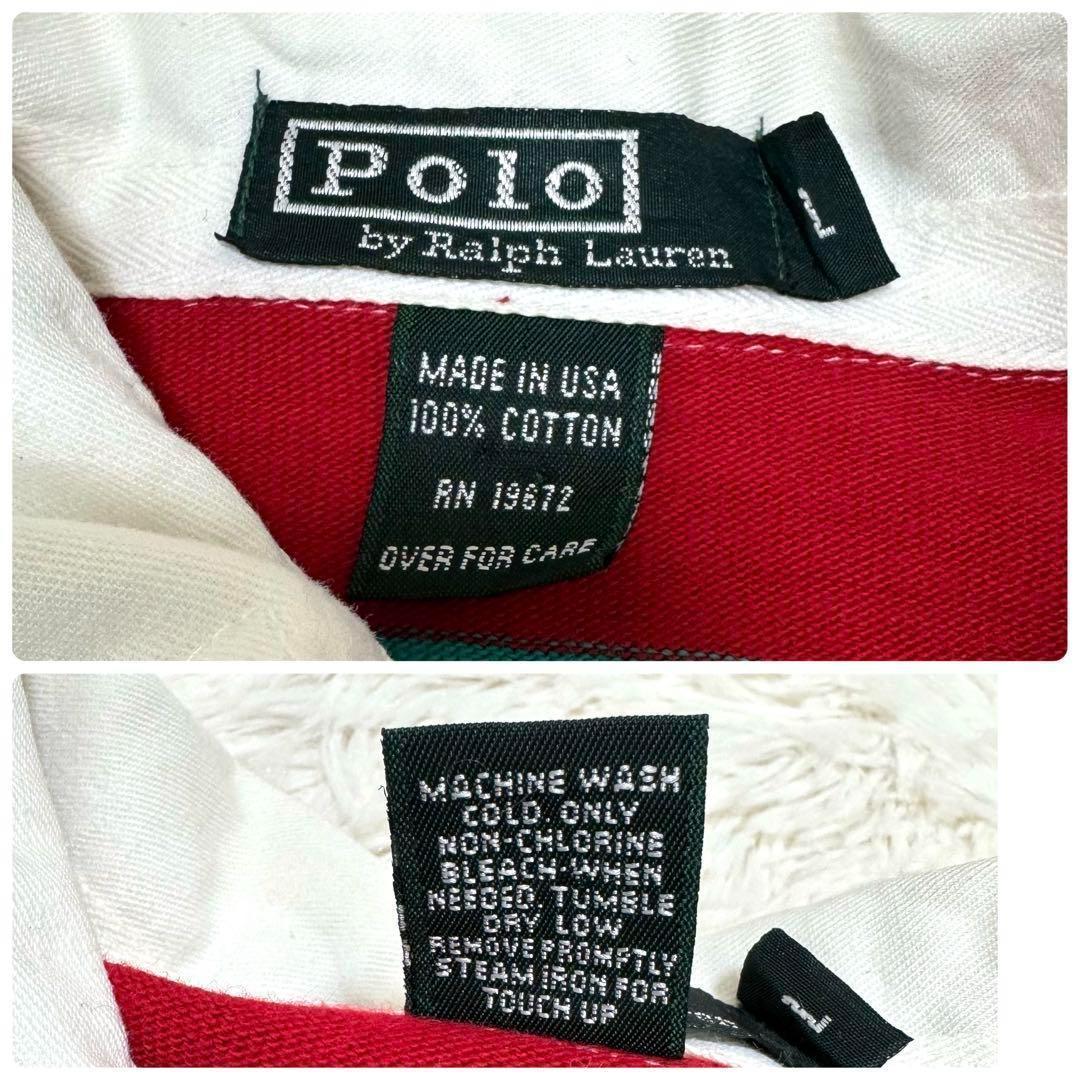 Polo
by Ralph Lauren
L
MADE IN USA
100% COTTON
RN 19672
OVER FOR CARE
MACHINE WASH
COLD. ONLY
NON-CHLORINE
BLEACH-WHEN
NEEDED. TUMBLE
DRY LOW
REMOVE PROMPTLY
STEAM IRON FOR
TOUCH UP
L